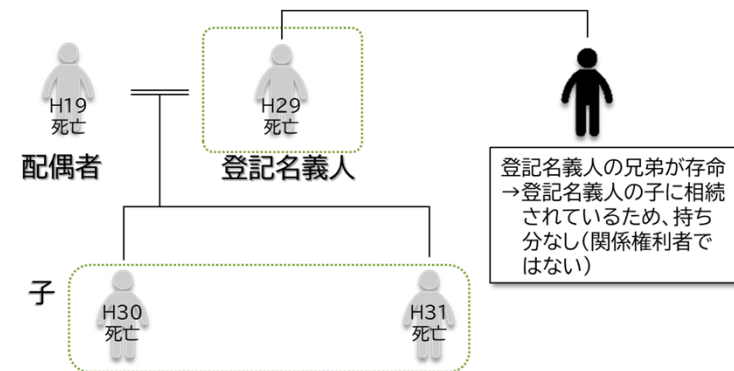 H19
死亡
配偶者
H29
死亡
登記名義人
登記名義人の兄弟が存命
→登記名義人の子に相続
されているため、持ち
分なし(関係権利者で
はない)
子
H30
死亡
H31
死亡